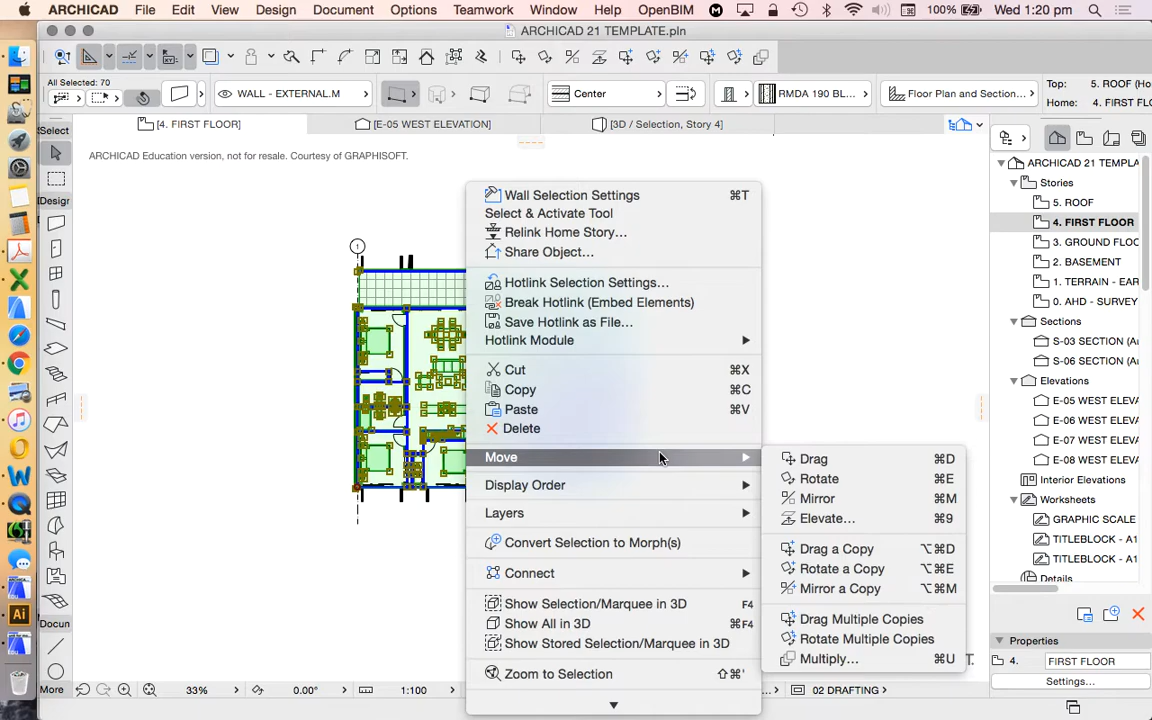 ARCHICAD File Edit View Design Document Options Teamwork Window Help OpenBIM 100% Wed 1:20 pm
ARCHICAD 21 TEMPLATE.pln
All Selected: 70
WALL - EXTERNAL.M
Center
RMDA 190 BL...
Floor Plan and Section...
Top: 5. ROOF (Ho
Home: 4. FIRST FL
Select
[4. FIRST FLOOR]
[E-05 WEST ELEVATION]
[3D / Selection, Story 4]
ARCHICAD Education version, not for resale. Courtesy of GRAPHISOFT.
Design
1
Wall Selection Settings ⌘T
Select & Activate Tool
Relink Home Story...
Share Object...
Hotlink Selection Settings...
Break Hotlink (Embed Elements)
Save Hotlink as File...
Hotlink Module
Cut ⌘X
Copy ⌘C
Paste ⌘V
Delete
Move
Display Order
Layers
Convert Selection to Morph(s)
Connect
Show Selection/Marquee in 3D F4
Show All in 3D ⌘F4
Show Stored Selection/Marquee in 3D
Zoom to Selection ⇧⌘'
Drag ⌘D
Rotate ⌘E
Mirror ⌘M
Elevate... ⌘9
Drag a Copy ⌥⌘D
Rotate a Copy ⌥⌘E
Mirror a Copy ⌥⌘M
Drag Multiple Copies
Rotate Multiple Copies
Multiply... ⌘U
ARCHICAD 21 TEMPLA
Stories
5. ROOF
4. FIRST FLOOR
3. GROUND FLOO
2. BASEMENT
1. TERRAIN - EAR
0. AHD - SURVEY
Sections
S-03 SECTION (Au
S-06 SECTION (Au
Elevations
E-05 WEST ELEVA
E-06 WEST ELEVA
E-07 WEST ELEVA
E-08 WEST ELEVA
Interior Elevations
Worksheets
GRAPHIC SCALE
TITLEBLOCK - A1
TITLEBLOCK - A1
Details
Properties
4. FIRST FLOOR
Settings...
Docun
More
33%
0.00°
1:100
02 DRAFTING
T.